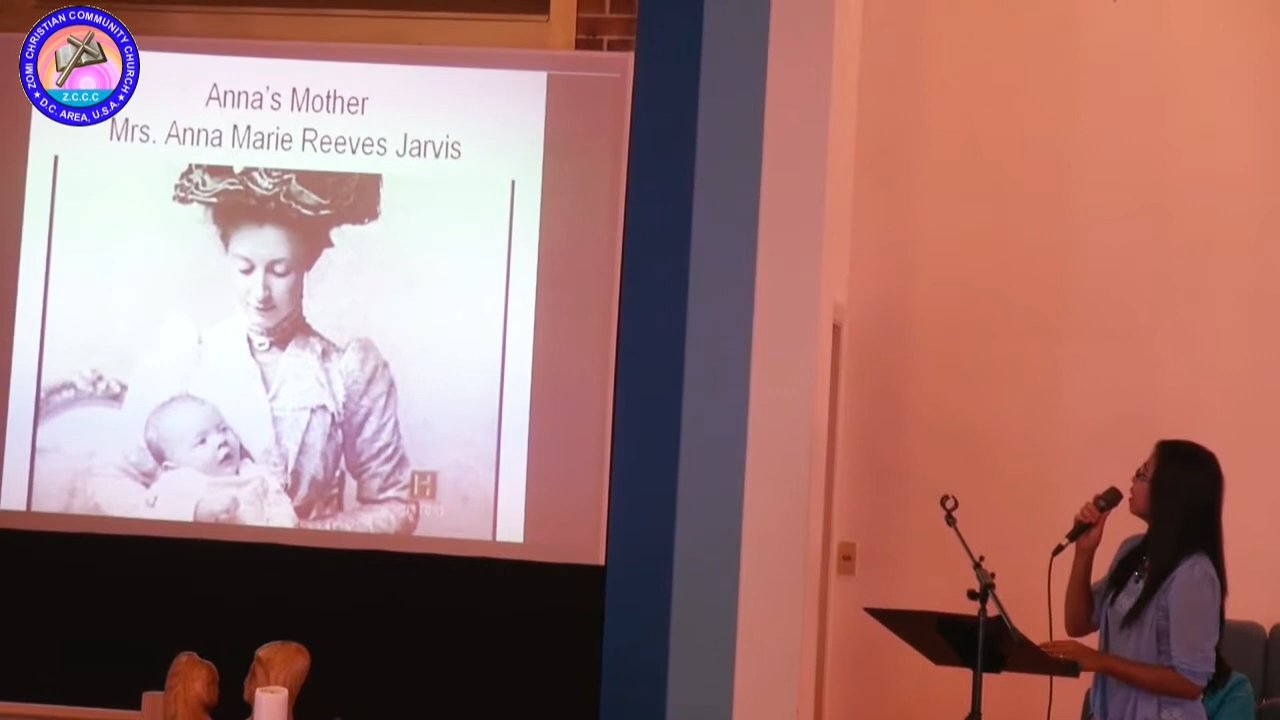 ZOMI CHRISTIAN COMMUNITY CHURCH
Z.C.C.C
★ D.C. AREA, U.S.A. ★
Anna's Mother
Mrs. Anna Marie Reeves Jarvis
H